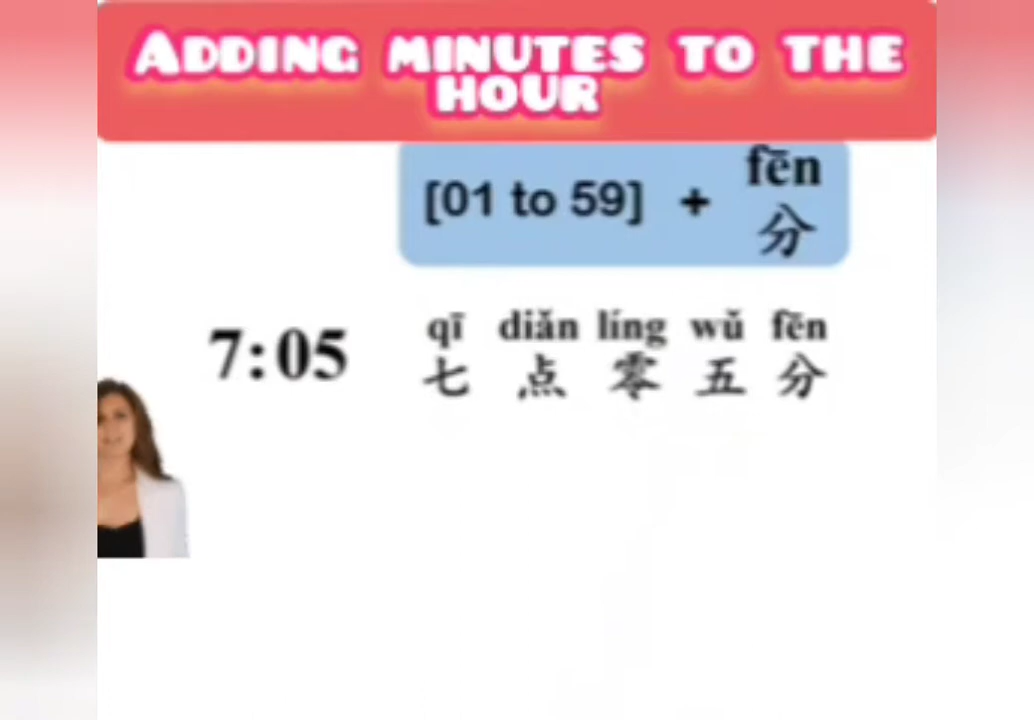 ADDING MINUTES TO THE
HOUR
fēn
[01 to 59] + 分
qī diǎn líng wǔ fēn
7:05 七 点 零 五 分